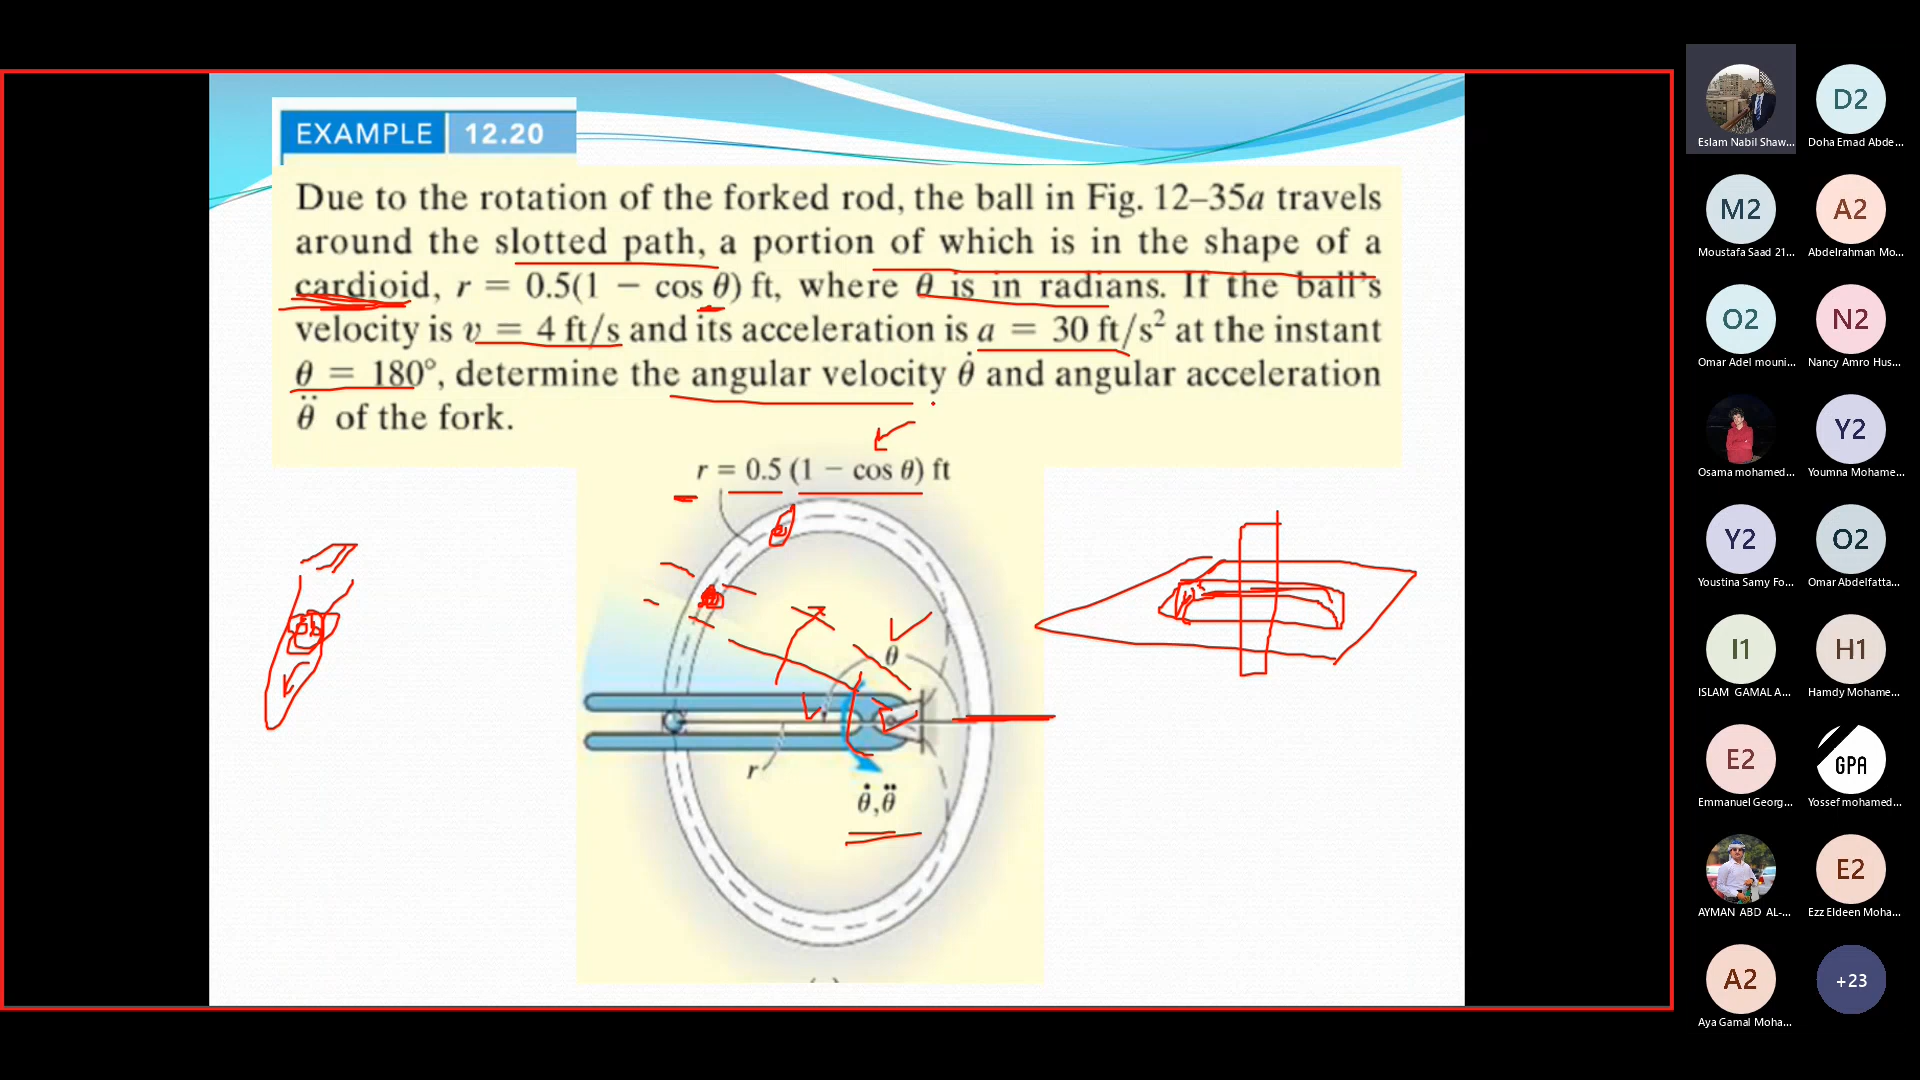 EXAMPLE 12.20
Due to the rotation of the forked rod, the ball in Fig. 12–35a travels
around the slotted path, a portion of which is in the shape of a
cardioid, r = 0.5(1 − cos θ) ft, where θ is in radians. If the ball's
velocity is v = 4 ft/s and its acceleration is a = 30 ft/s² at the instant
θ = 180°, determine the angular velocity θ̇ and angular acceleration
θ̈ of the fork.
r = 0.5 (1 − cos θ) ft
θ
r
θ̇,θ̈
Eslam Nabil Shaw...
D2
Doha Emad Abde...
M2
Moustafa Saad 21...
A2
Abdelrahman Mo...
O2
Omar Adel mouni...
N2
Nancy Amro Hus...
Osama mohamed...
Y2
Youmna Mohame...
Y2
Youstina Samy Fo...
O2
Omar Abdelfatta...
I1
ISLAM GAMAL A...
H1
Hamdy Mohame...
E2
Emmanuel Georg...
GPA
Yossef mohamed...
AYMAN ABD AL-...
E2
Ezz Eldeen Moha...
A2
Aya Gamal Moha...
+23